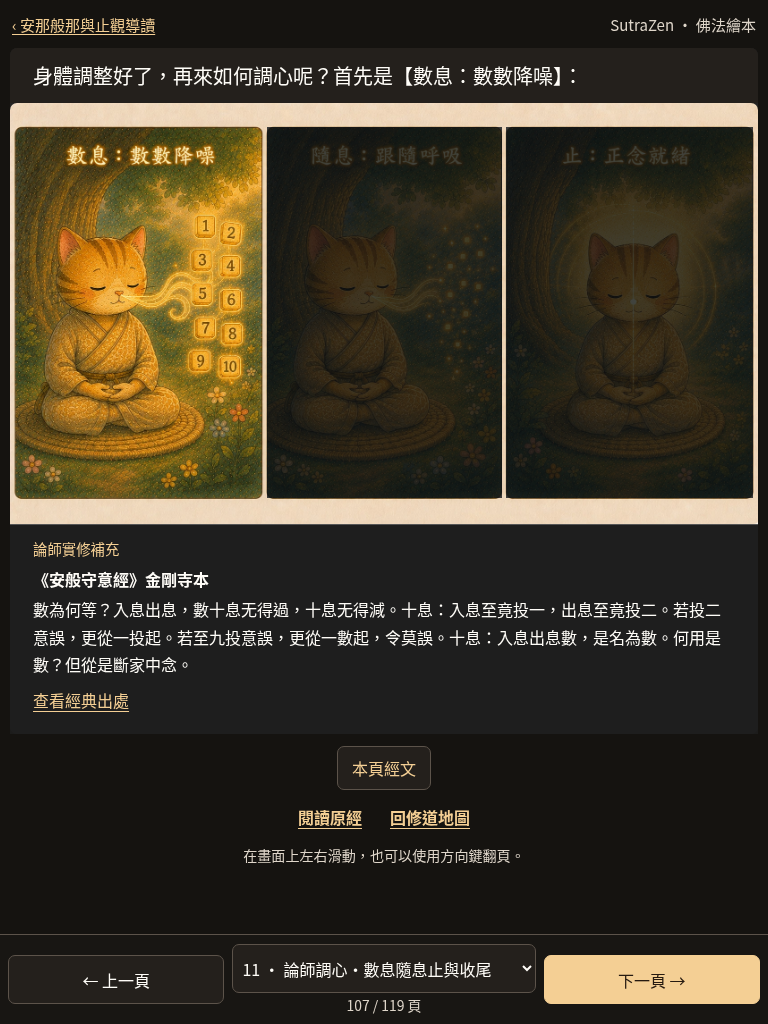 ‹ 安那般那與止觀導讀
SutraZen · 佛法繪本
身體調整好了，再來如何調心呢？首先是【數息：數數降噪】：
數息：數數降噪
隨息：跟隨呼吸
止：正念就緒
1
2
3
4
5
6
7
8
9
10
論師實修補充
《安般守意經》金剛寺本
數為何等？入息出息，數十息无得過，十息无得減。十息：入息至竟投一，出息至竟投二。若投二
意誤，更從一投起。若至九投意誤，更從一數起，令莫誤。十息：入息出息數，是名為數。何用是
數？但從是斷家中念。
查看經典出處
本頁經文
閱讀原經
回修道地圖
在畫面上左右滑動，也可以使用方向鍵翻頁。
← 上一頁
11 · 論師調心·數息隨息止與收尾
107 / 119 頁
下一頁 →